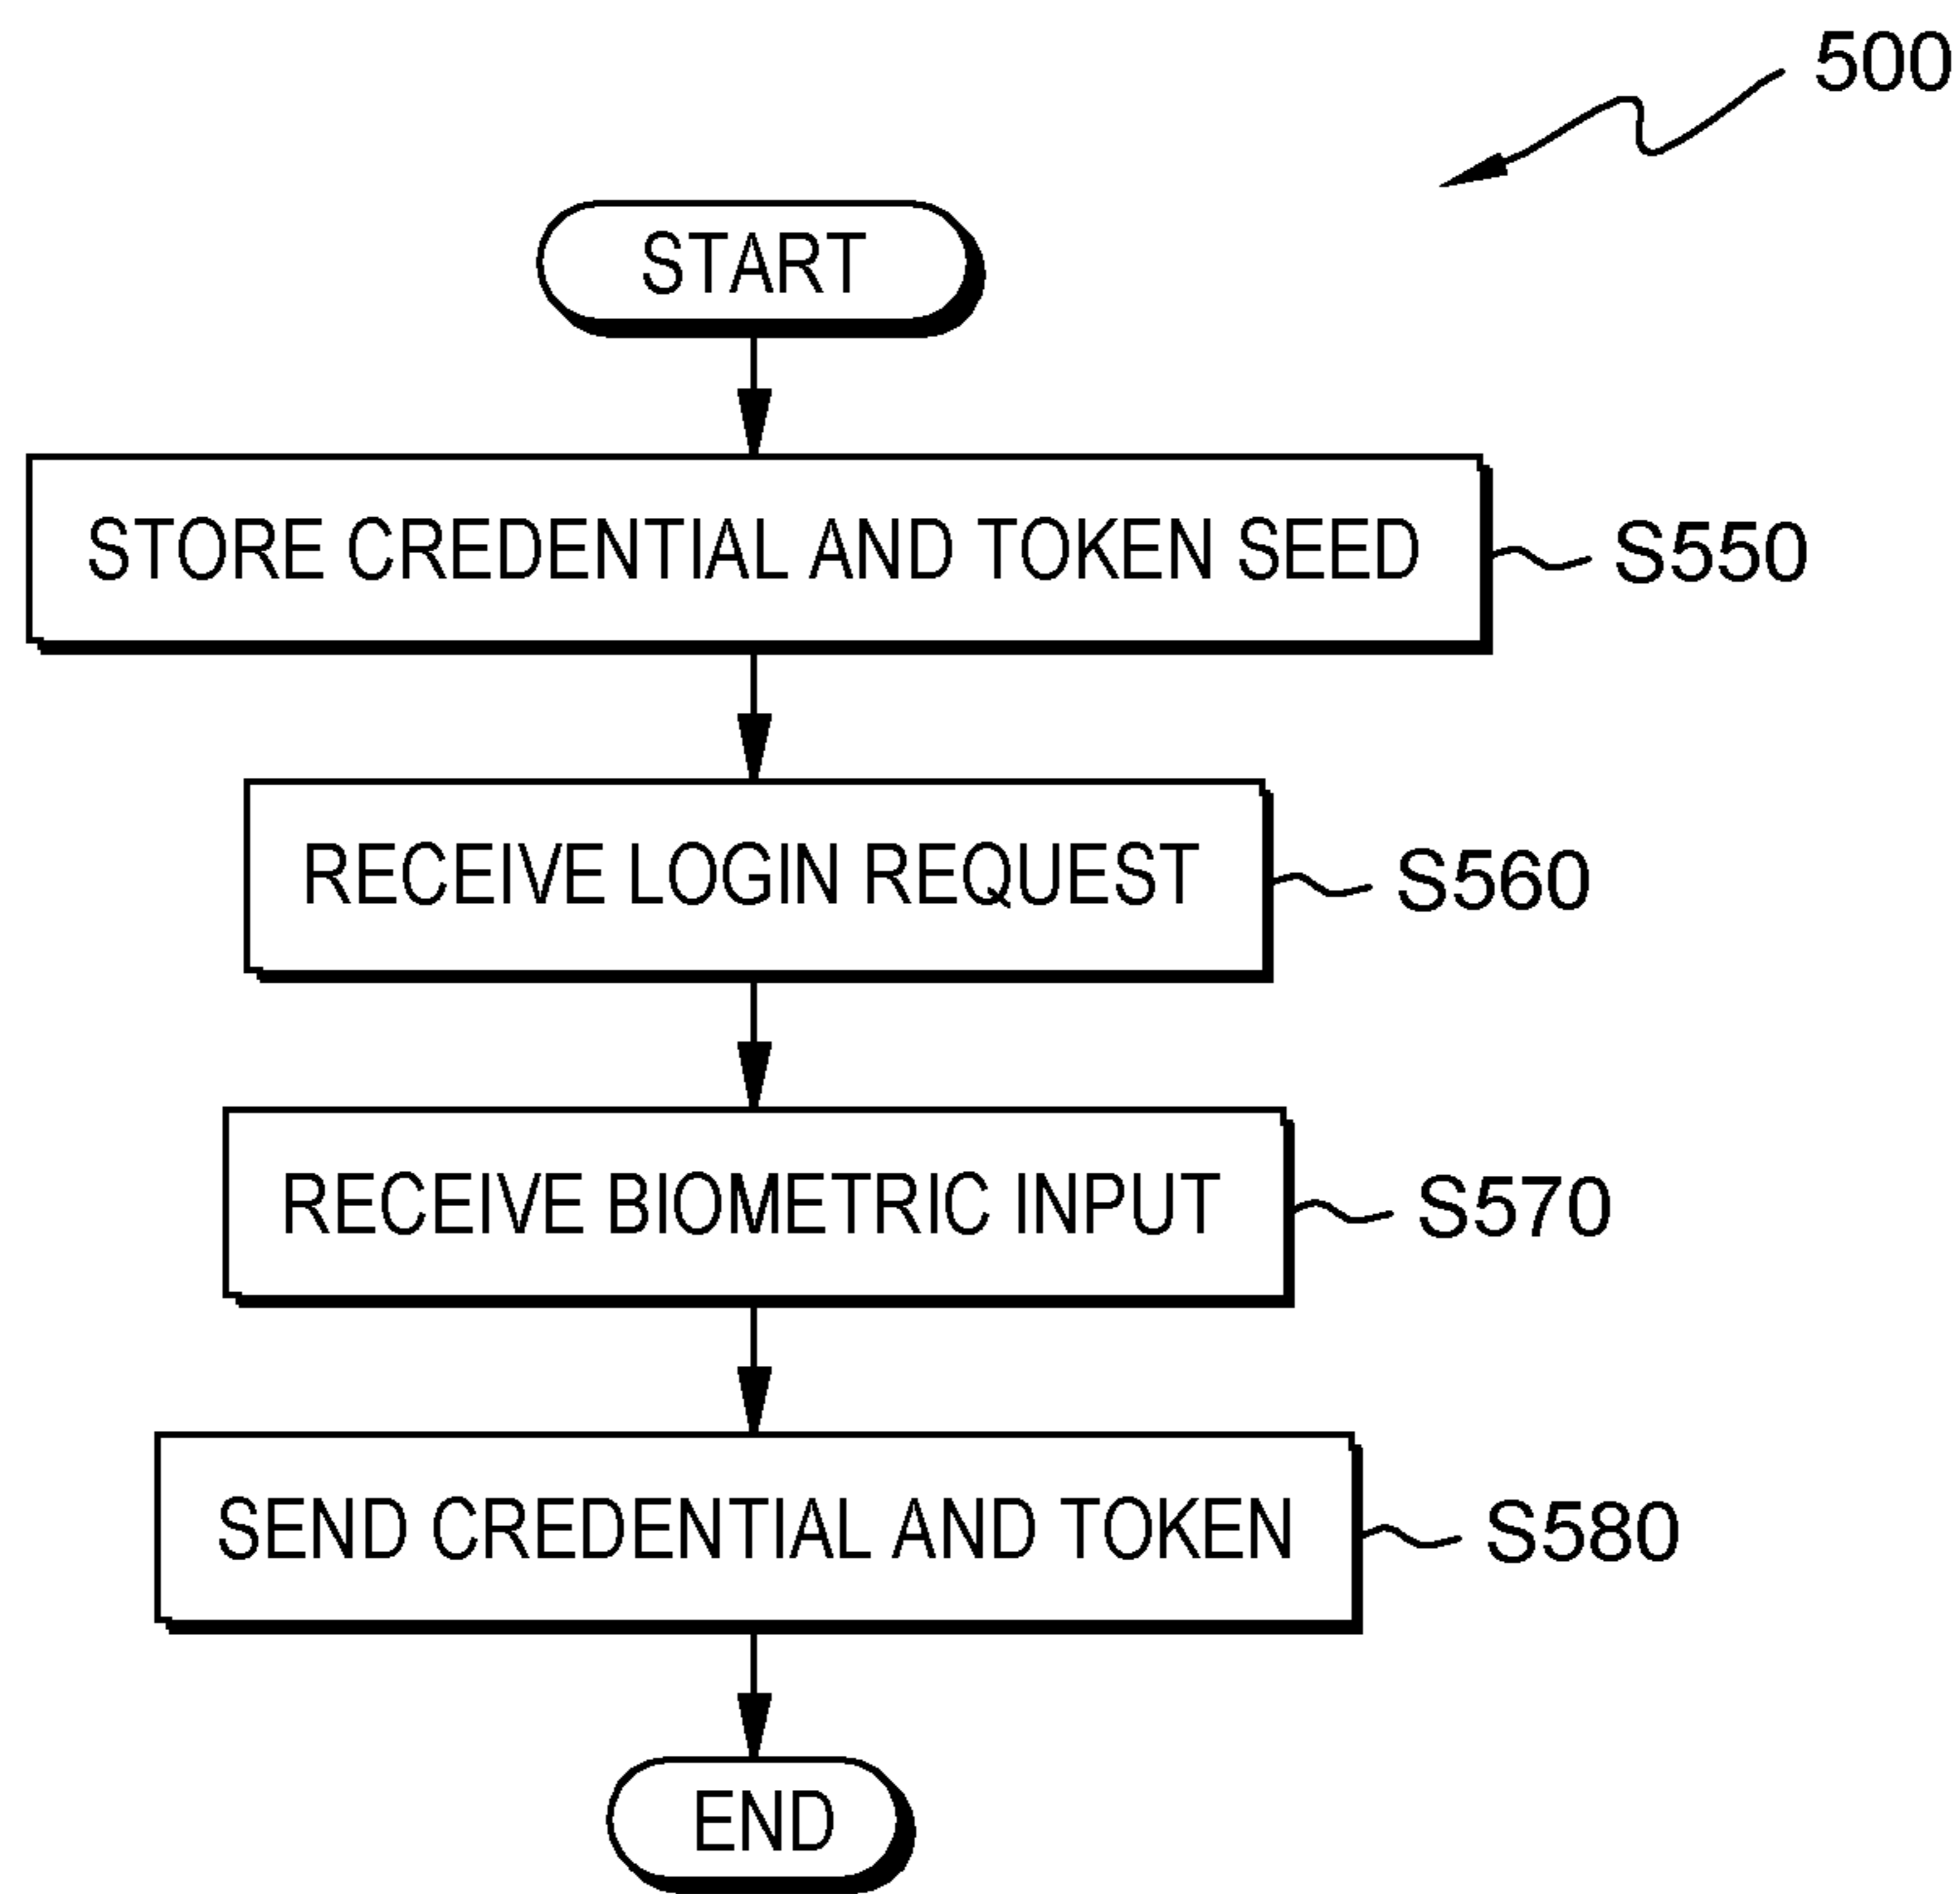 500
START
STORE CREDENTIAL AND TOKEN SEED
S550
RECEIVE LOGIN REQUEST
S560
RECEIVE BIOMETRIC INPUT
S570
SEND CREDENTIAL AND TOKEN
S580
END